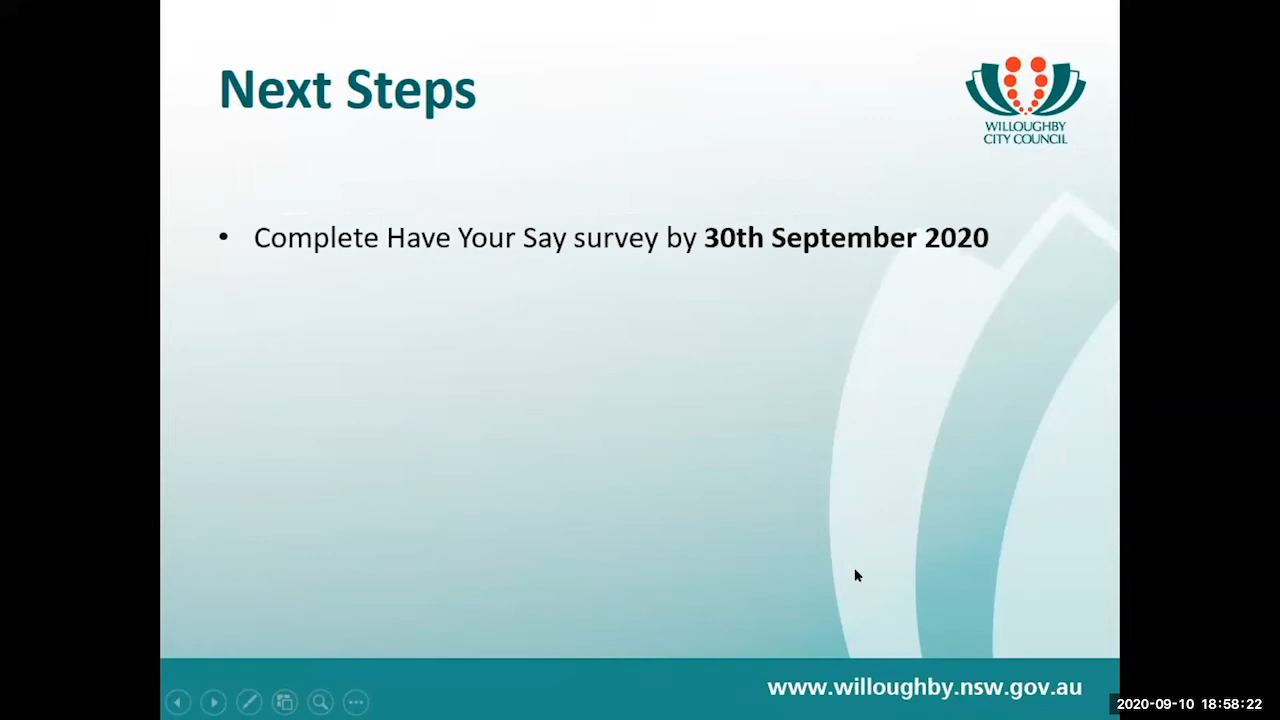 Next Steps
WILLOUGHBY
CITY COUNCIL
• Complete Have Your Say survey by 30th September 2020
www.willoughby.nsw.gov.au
2020-09-10 18:58:22